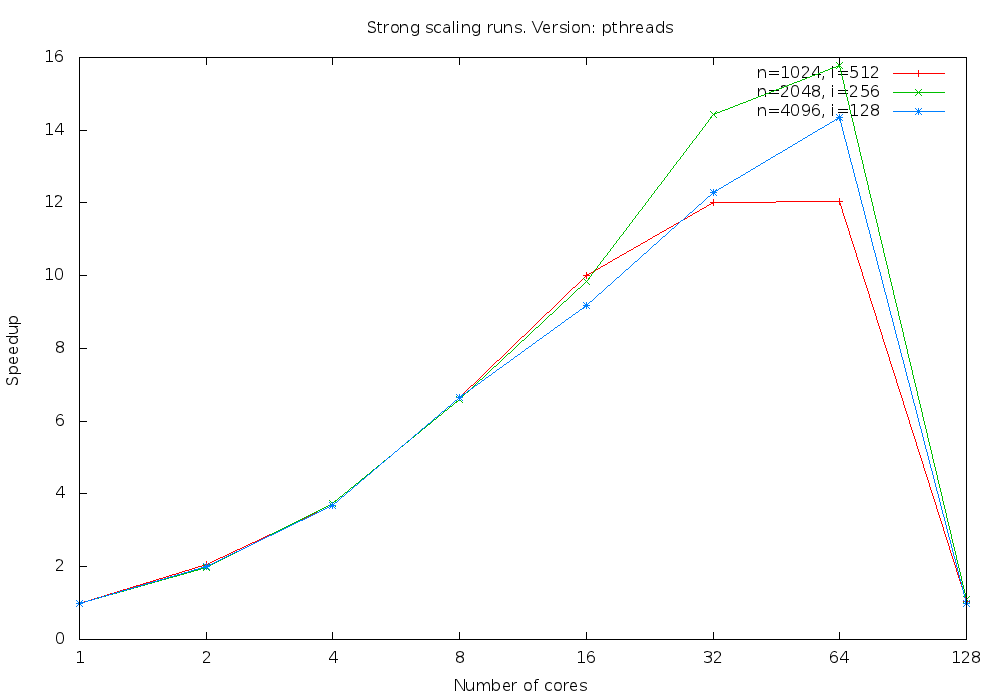 Strong scaling runs. Version: pthreads
16
n=1024, i=512
n=2048, i=256
n=4096, i=128
14
12
10
8
6
4
2
0
Speedup
1 2 4 8 16 32 64 128
Number of cores